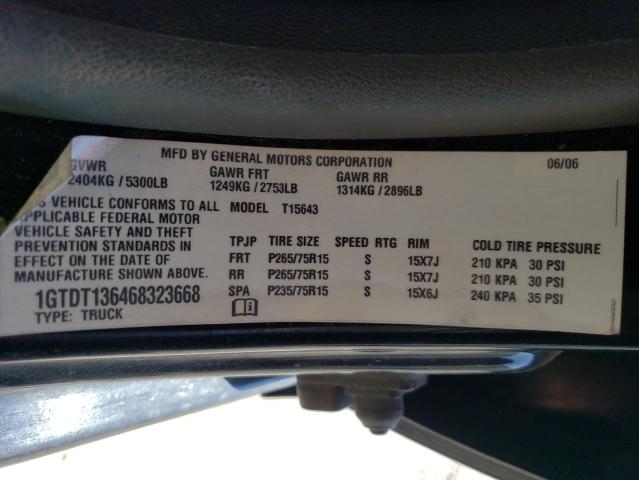 MFD BY GENERAL MOTORS CORPORATION 06/06
GVWR GAWR FRT GAWR RR
2404KG / 5300LB 1249KG / 2753LB 1314KG / 2896LB
VEHICLE CONFORMS TO ALL MODEL T15643
APPLICABLE FEDERAL MOTOR
VEHICLE SAFETY AND THEFT
PREVENTION STANDARDS IN TPJP TIRE SIZE SPEED RTG RIM COLD TIRE PRESSURE
EFFECT ON THE DATE OF FRT P265/75R15 S 15X7J 210 KPA 30 PSI
MANUFACTURE SHOWN ABOVE. RR P265/75R15 S 15X7J 210 KPA 30 PSI
1GTDT136468323668 SPA P235/75R15 S 15X6J 240 KPA 35 PSI
TYPE: TRUCK